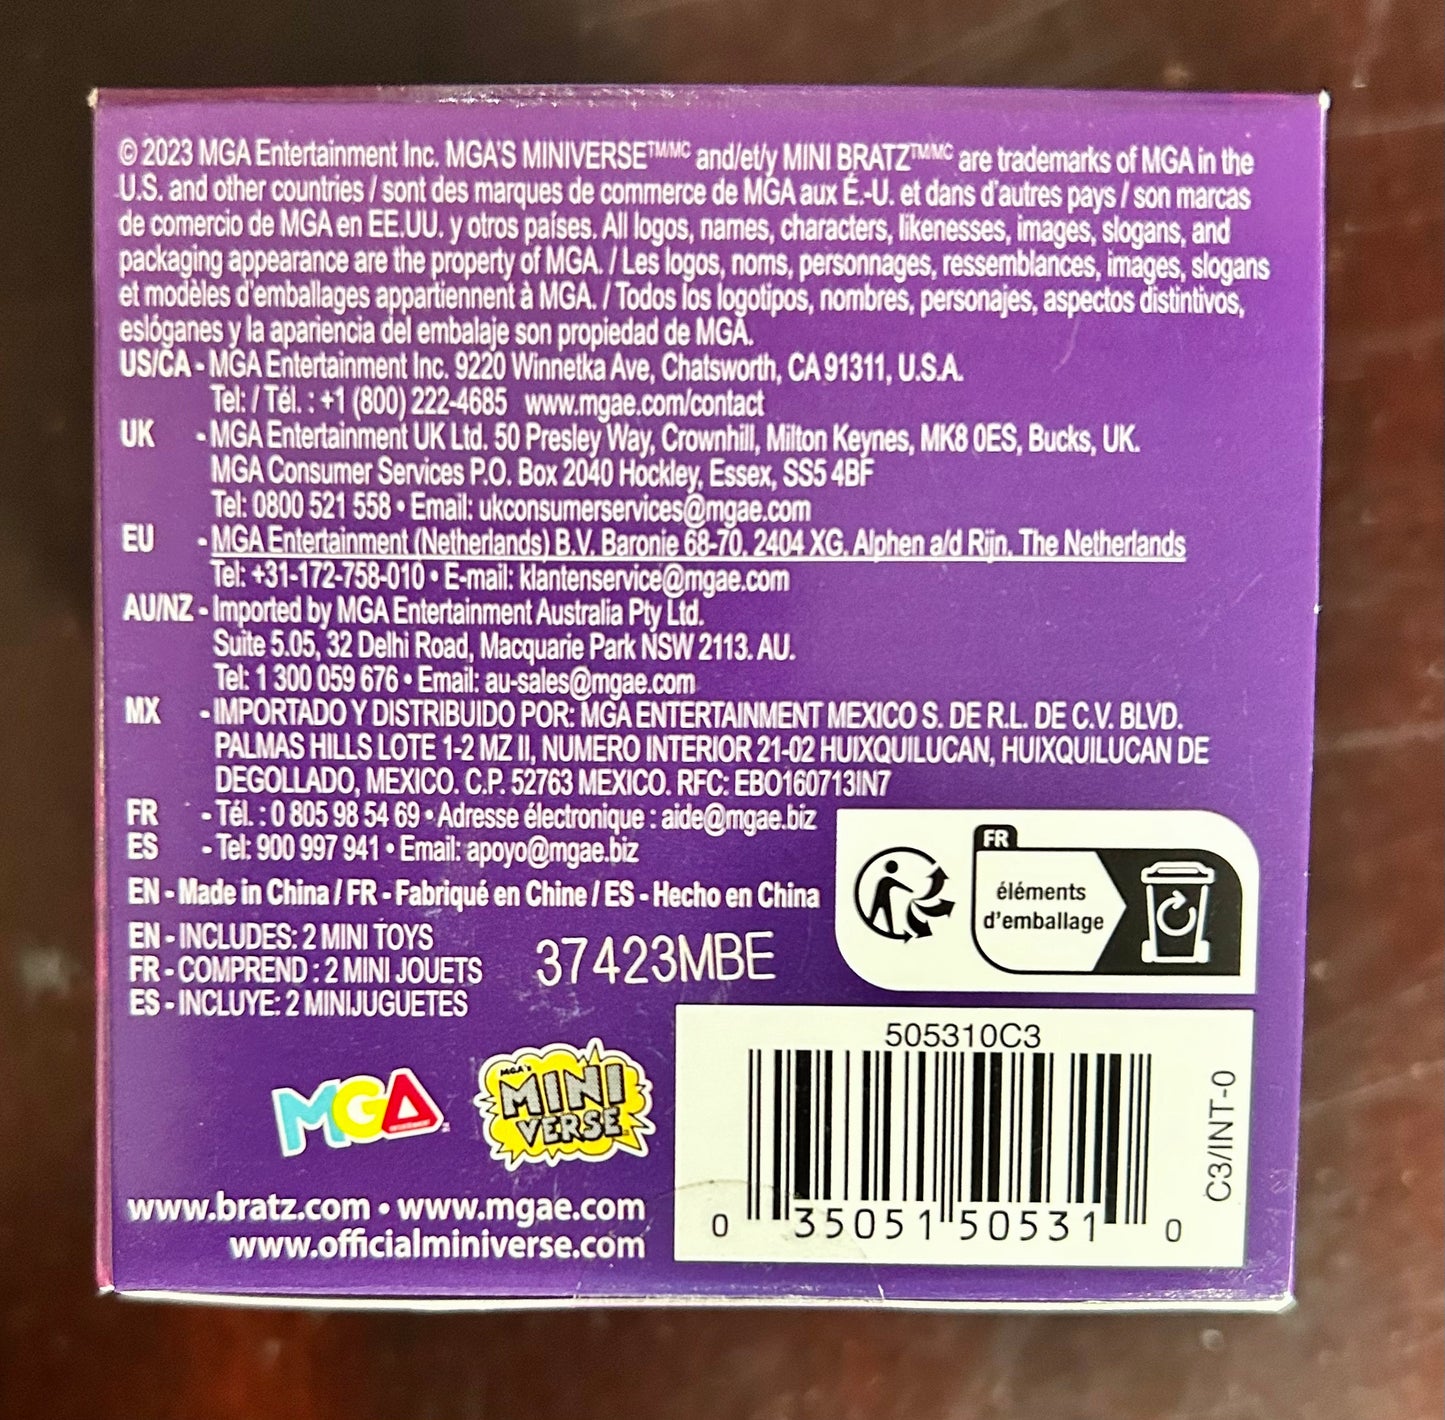 © 2023 MGA Entertainment Inc. MGA'S MINIVERSE™/MC and/et/y MINI BRATZ™/MC are trademarks of MGA in the
U.S. and other countries / sont des marques de commerce de MGA aux É.-U. et dans d'autres pays / son marcas
de comercio de MGA en EE.UU. y otros países. All logos, names, characters, likenesses, images, slogans, and
packaging appearance are the property of MGA. / Les logos, noms, personnages, ressemblances, images, slogans
et modèles d'emballages appartiennent à MGA. / Todos los logotipos, nombres, personajes, aspectos distintivos,
eslóganes y la apariencia del embalaje son propiedad de MGA.
US/CA - MGA Entertainment Inc. 9220 Winnetka Ave, Chatsworth, CA 91311, U.S.A.
Tel: / Tél. : +1 (800) 222-4685 www.mgae.com/contact
UK - MGA Entertainment UK Ltd. 50 Presley Way, Crownhill, Milton Keynes, MK8 0ES, Bucks, UK.
MGA Consumer Services P.O. Box 2040 Hockley, Essex, SS5 4BF
Tel: 0800 521 558 • Email: ukconsumerservices@mgae.com
EU - MGA Entertainment (Netherlands) B.V. Baronie 68-70, 2404 XG, Alphen a/d Rijn, The Netherlands
Tel: +31-172-758-010 • E-mail: klantenservice@mgae.com
AU/NZ - Imported by MGA Entertainment Australia Pty Ltd.
Suite 5.05, 32 Delhi Road, Macquarie Park NSW 2113. AU.
Tel: 1 300 059 676 • Email: au-sales@mgae.com
MX - IMPORTADO Y DISTRIBUIDO POR: MGA ENTERTAINMENT MEXICO S. DE R.L. DE C.V. BLVD.
PALMAS HILLS LOTE 1-2 MZ II, NUMERO INTERIOR 21-02 HUIXQUILUCAN, HUIXQUILUCAN DE
DEGOLLADO, MEXICO. C.P. 52763 MEXICO. RFC: EBO160713IN7
FR - Tél. : 0 805 98 54 69 • Adresse électronique : aide@mgae.biz
ES - Tel: 900 997 941 • Email: apoyo@mgae.biz
EN - Made in China / FR - Fabriqué en Chine / ES - Hecho en China
EN - INCLUDES: 2 MINI TOYS
FR - COMPREND : 2 MINI JOUETS
ES - INCLUYE: 2 MINIJUGUETES
37423MBE
FR
éléments
d'emballage
MGA
MGA'S
MINI
VERSE
www.bratz.com • www.mgae.com
www.officialminiverse.com
505310C3
0 35051 50531 0
C3/INT-0